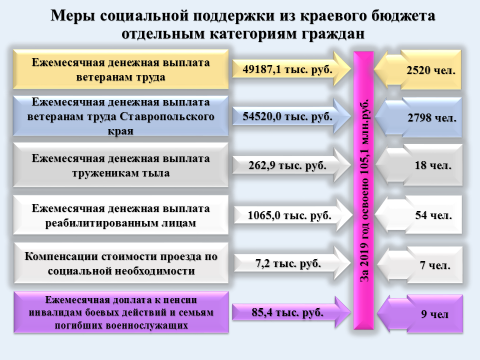 Меры социальной поддержки из краевого бюджета
отдельным категориям граждан
Ежемесячная денежная выплата
ветеранам труда
49187,1 тыс. руб.
2520 чел.
Ежемесячная денежная выплата
ветеранам труда Ставропольского
края
54520,0 тыс. руб.
2798 чел.
Ежемесячная денежная выплата
труженикам тыла
262,9 тыс. руб.
18 чел.
Ежемесячная денежная выплата
реабилитированным лицам
1065,0 тыс. руб.
54 чел.
Компенсации стоимости проезда по
социальной необходимости
7,2 тыс. руб.
7 чел.
Ежемесячная доплата к пенсии
инвалидам боевых действий и семьям
погибших военнослужащих
85,4 тыс. руб.
9 чел
За 2019 год освоено 105,1 млн.руб.